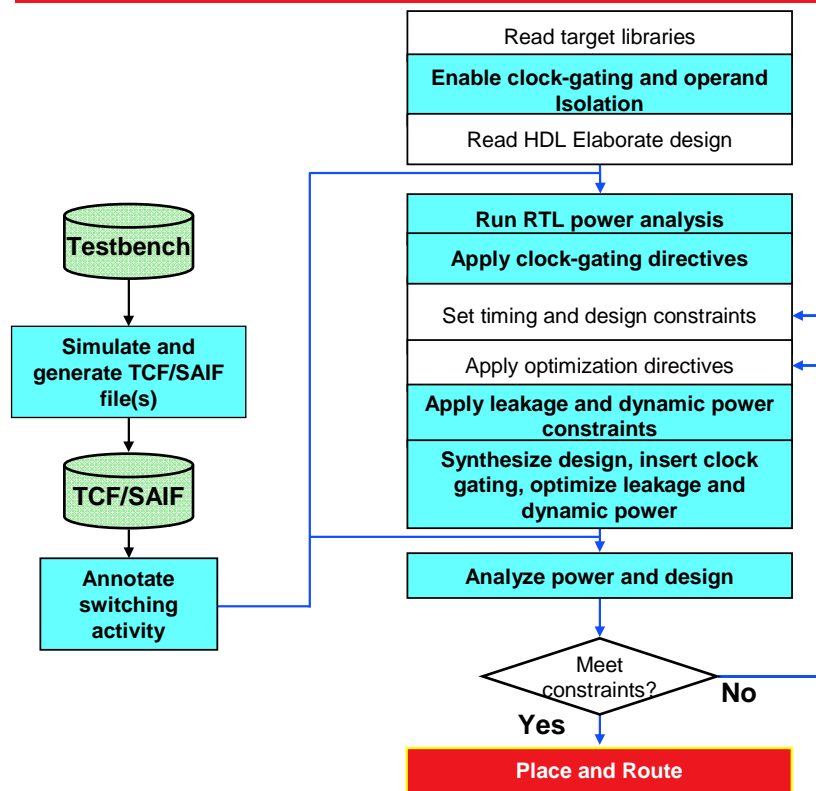 Read target libraries
Enable clock-gating and operand
Isolation
Read HDL Elaborate design
Run RTL power analysis
Apply clock-gating directives
Set timing and design constraints
Apply optimization directives
Apply leakage and dynamic power
constraints
Synthesize design, insert clock
gating, optimize leakage and
dynamic power
Analyze power and design
Meet
constraints?
No
Yes
Place and Route
Testbench
Simulate and
generate TCF/SAIF
file(s)
TCF/SAIF
Annotate
switching
activity